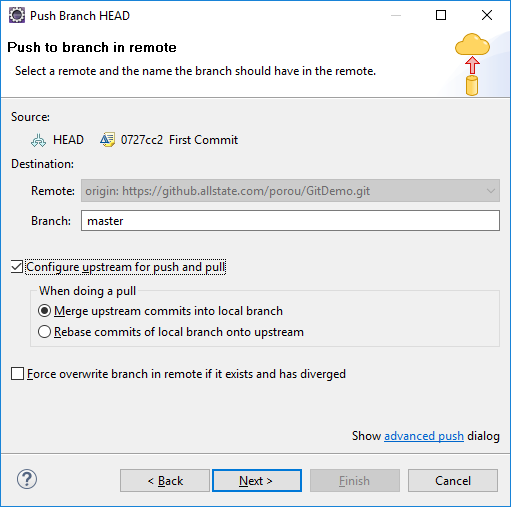 Push Branch HEAD
Push to branch in remote
Select a remote and the name the branch should have in the remote.
Source:
HEAD 0727cc2 First Commit
Destination:
Remote: origin: https://github.allstate.com/porou/GitDemo.git
Branch: master
Configure upstream for push and pull
When doing a pull
Merge upstream commits into local branch
Rebase commits of local branch onto upstream
Force overwrite branch in remote if it exists and has diverged
Show advanced push dialog
? < Back Next > Finish Cancel